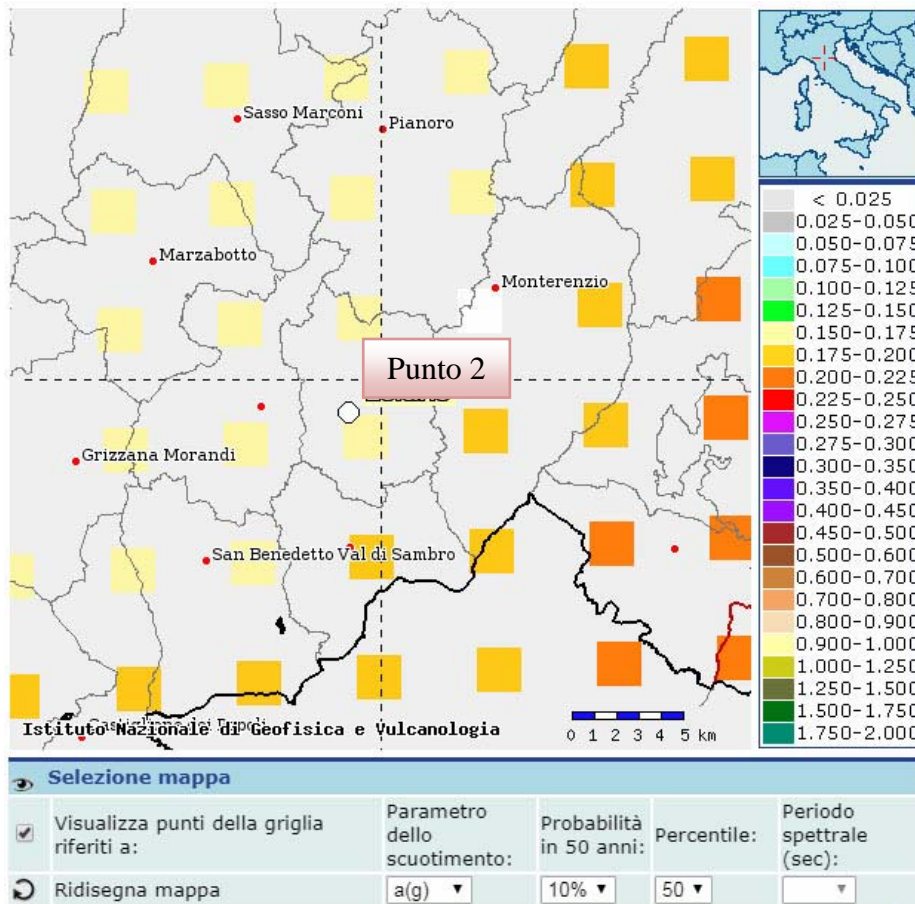 Sasso Marconi
Pianoro
Marzabotto
Monterenzio
Punto 2
Grizzana Morandi
San Benedetto Val di Sambro
Istituto Nazionale di Geofisica e Vulcanologia
0 1 2 3 4 5 km
< 0.025
0.025-0.050
0.050-0.075
0.075-0.100
0.100-0.125
0.125-0.150
0.150-0.175
0.175-0.200
0.200-0.225
0.225-0.250
0.250-0.275
0.275-0.300
0.300-0.350
0.350-0.400
0.400-0.450
0.450-0.500
0.500-0.600
0.600-0.700
0.700-0.800
0.800-0.900
0.900-1.000
1.000-1.250
1.250-1.500
1.500-1.750
1.750-2.000
Selezione mappa
Visualizza punti della griglia
riferiti a:
Parametro
dello
scuotimento:
Probabilità
in 50 anni:
Percentile:
Periodo
spettrale
(sec):
Ridisegna mappa
a(g)
10%
50